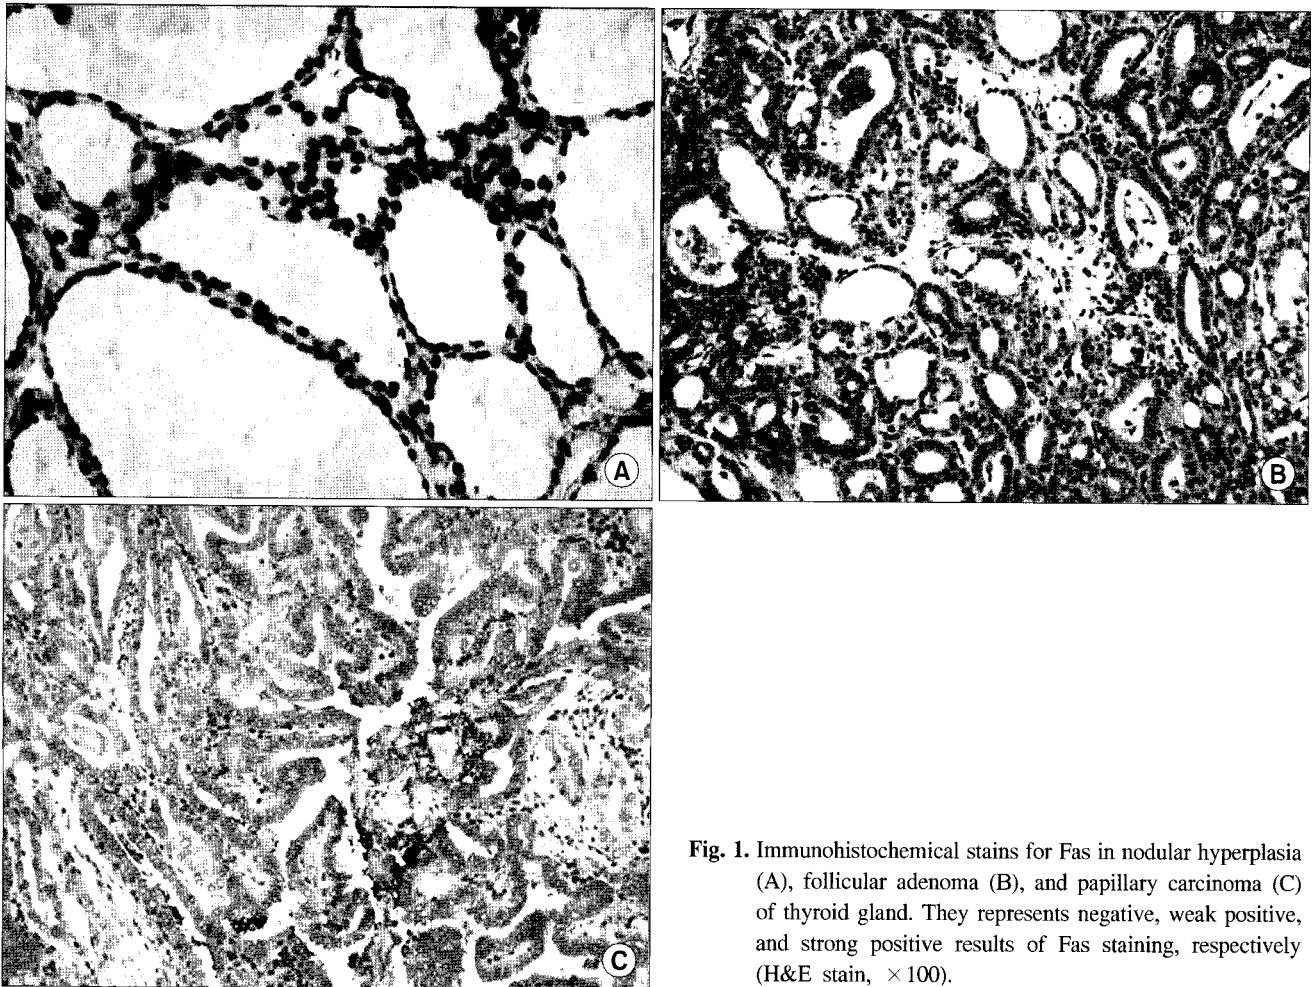 A
B
C
Fig. 1. Immunohistochemical stains for Fas in nodular hyperplasia
(A), follicular adenoma (B), and papillary carcinoma (C)
of thyroid gland. They represents negative, weak positive,
and strong positive results of Fas staining, respectively
(H&E stain, ×100).